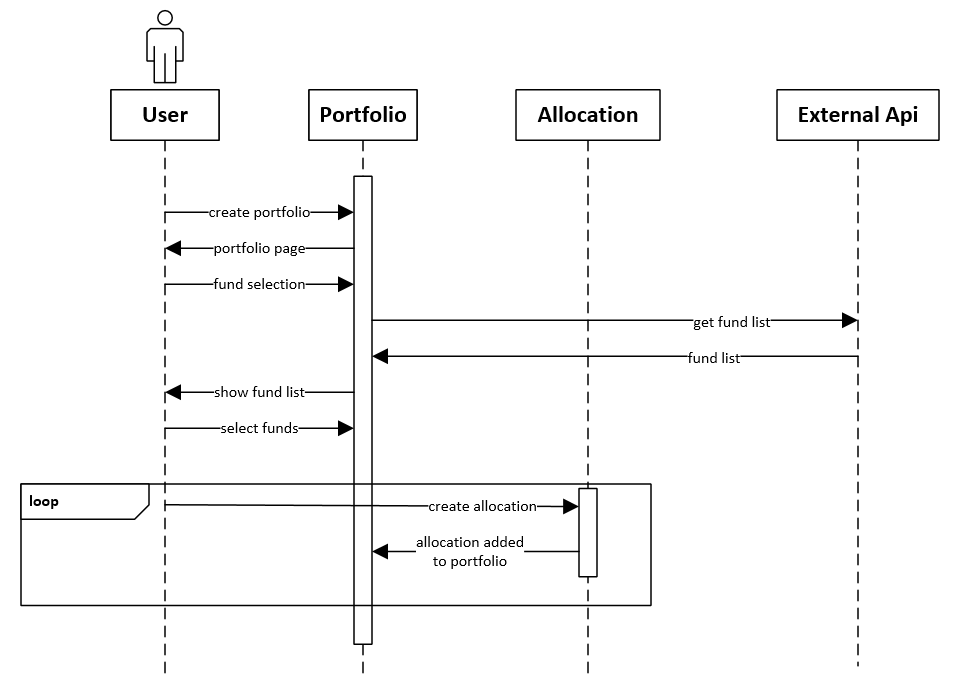 User
Portfolio
Allocation
External Api
create portfolio
portfolio page
fund selection
get fund list
fund list
show fund list
select funds
loop
create allocation
allocation added
to portfolio